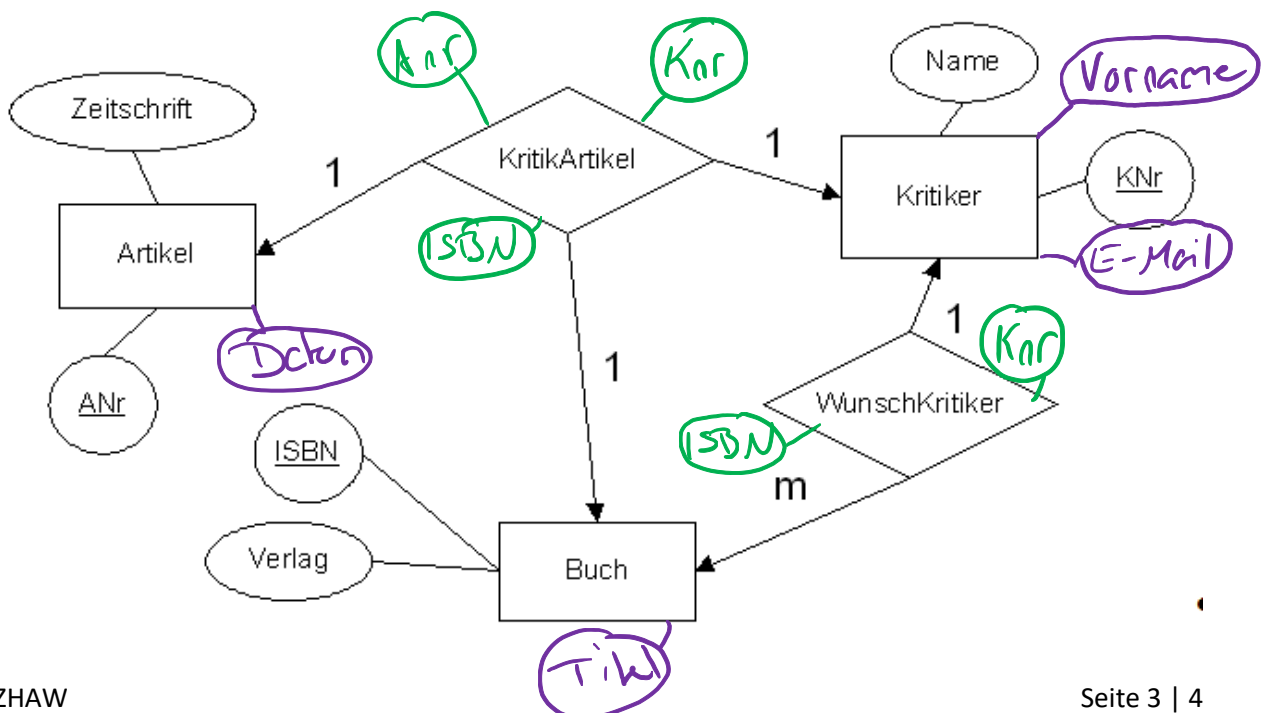 Anr
Knr
Name
Vorname
Zeitschrift
KritikArtikel
1
1
Kritiker
KNr
ISBN
Artikel
E-Mail
1
Knr
Datum
1
ANr
WunschKritiker
ISBN
ISBN
m
Verlag
Buch
Titel
ZHAW
Seite 3 | 4